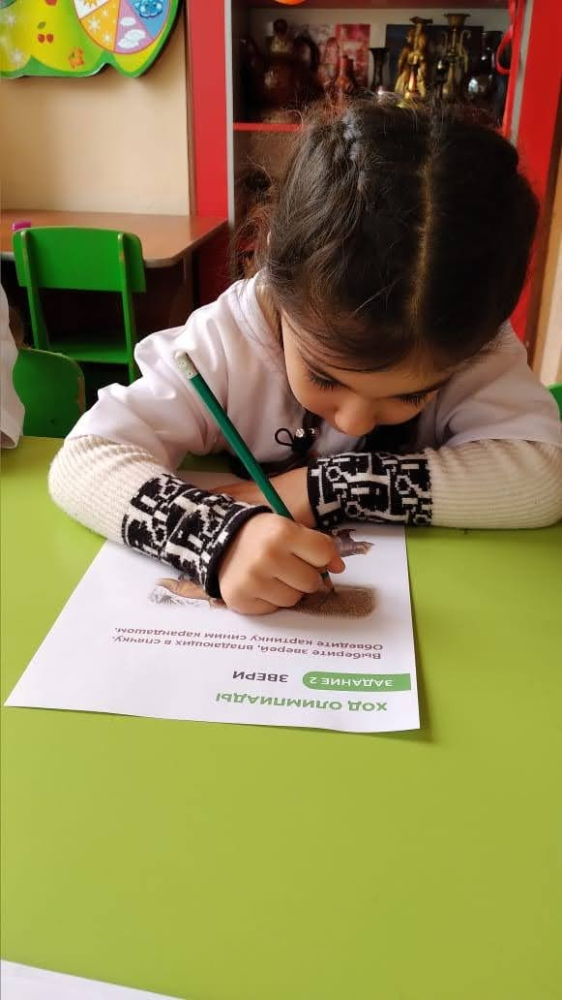 ХОД ОЛИМПИАДЫ
ЗАДАНИЕ 2 ЗВЕРИ
Выберите зверей, впадающих в спячку.
Обведите картинку синим карандашом.